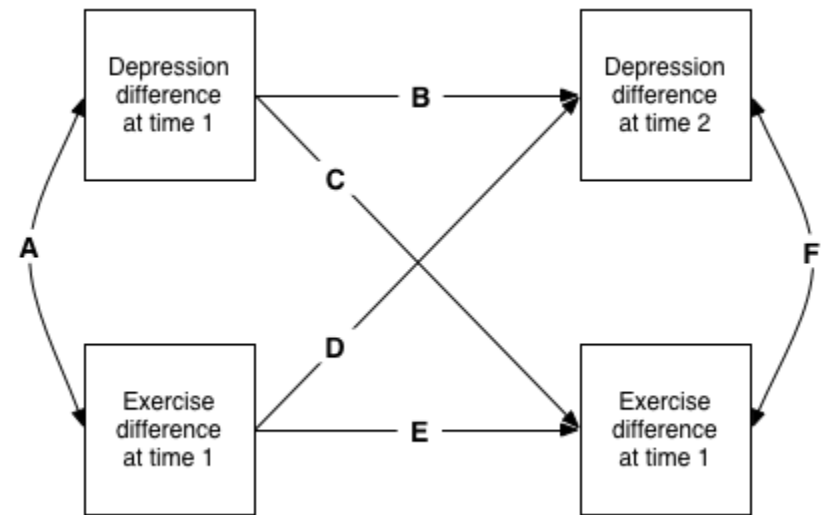 Depression
difference
at time 1
B
Depression
difference
at time 2
C
A
F
D
Exercise
difference
at time 1
E
Exercise
difference
at time 1